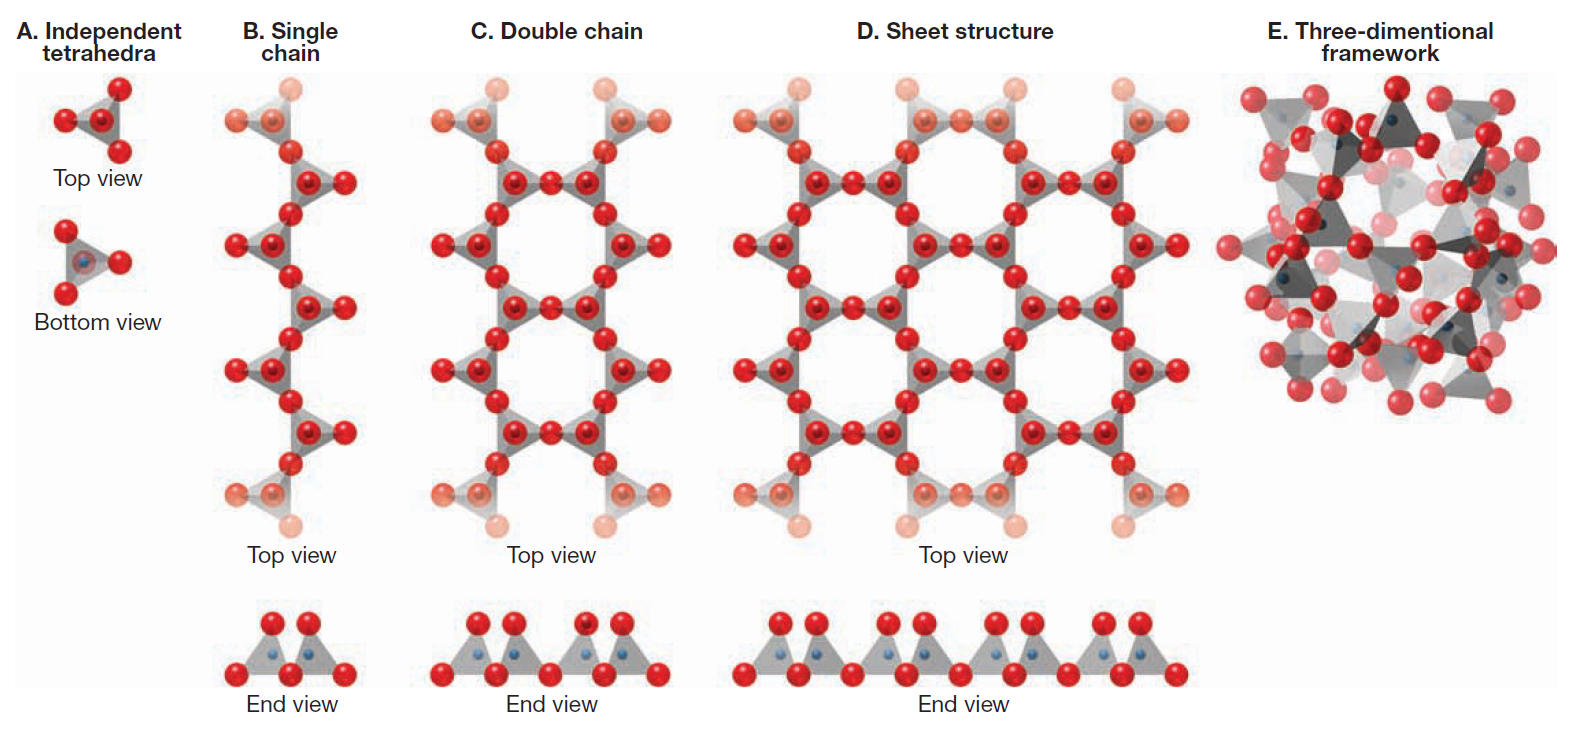 A. Independent
tetrahedra
B. Single
chain
C. Double chain
D. Sheet structure
E. Three-dimentional
framework
Top view
Bottom view
Top view
Top view
Top view
End view
End view
End view